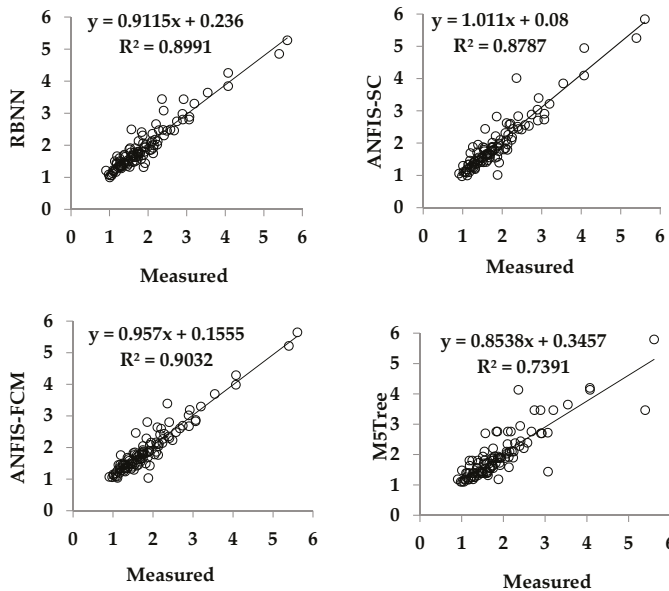 y = 0.9115x + 0.236
R² = 0.8991
6
5
4
3
2
1
0
RBNN
0 1 2 3 4 5 6
Measured
y = 1.011x + 0.08
R² = 0.8787
6
5
4
3
2
1
0
ANFIS-SC
0 1 2 3 4 5 6
Measured
y = 0.957x + 0.1555
R² = 0.9032
6
5
4
3
2
1
0
ANFIS-FCM
0 1 2 3 4 5 6
Measured
y = 0.8538x + 0.3457
R² = 0.7391
6
5
4
3
2
1
0
M5Tree
0 1 2 3 4 5 6
Measured